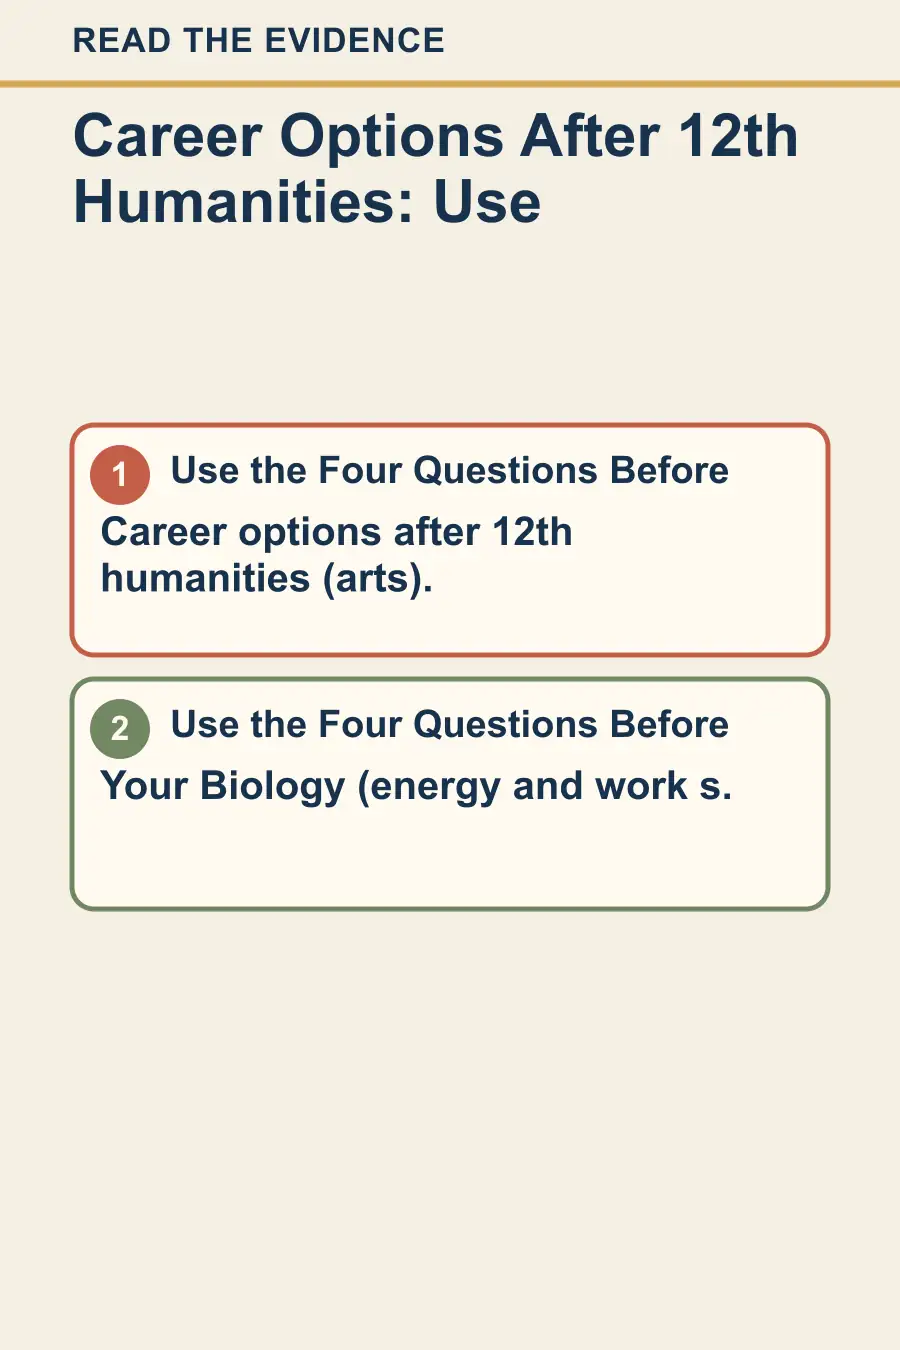 READ THE EVIDENCE
Career Options After 12th
Humanities: Use
1 Use the Four Questions Before
Career options after 12th
humanities (arts).
2 Use the Four Questions Before
Your Biology (energy and work s.